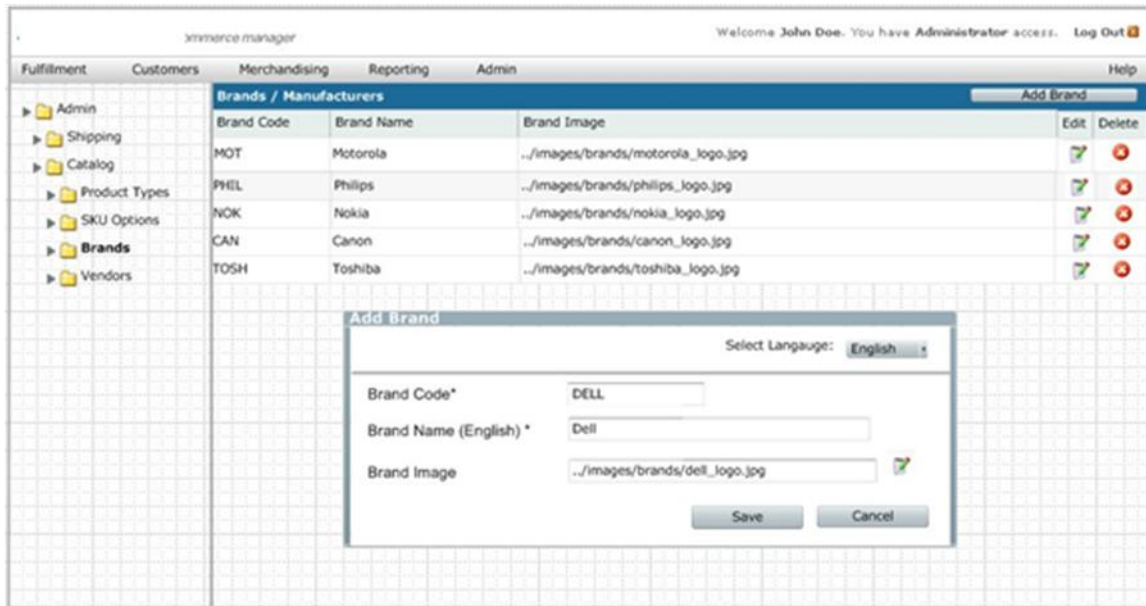 ommerce manager
Welcome John Doe. You have Administrator access. Log Out
Fulfillment Customers Merchandising Reporting Admin Help
Admin
Shipping
Catalog
Product Types
SKU Options
Brands
Vendors
Brands / Manufacturers Add Brand
Brand Code Brand Name Brand Image Edit Delete
MOT Motorola ../images/brands/motorola_logo.jpg
PHIL Philips ../images/brands/philips_logo.jpg
NOK Nokia ../images/brands/nokia_logo.jpg
CAN Canon ../images/brands/canon_logo.jpg
TOSH Toshiba ../images/brands/toshiba_logo.jpg
Add Brand
Select Langauge: English
Brand Code* DELL
Brand Name (English) * Dell
Brand Image ../images/brands/dell_logo.jpg
Save Cancel